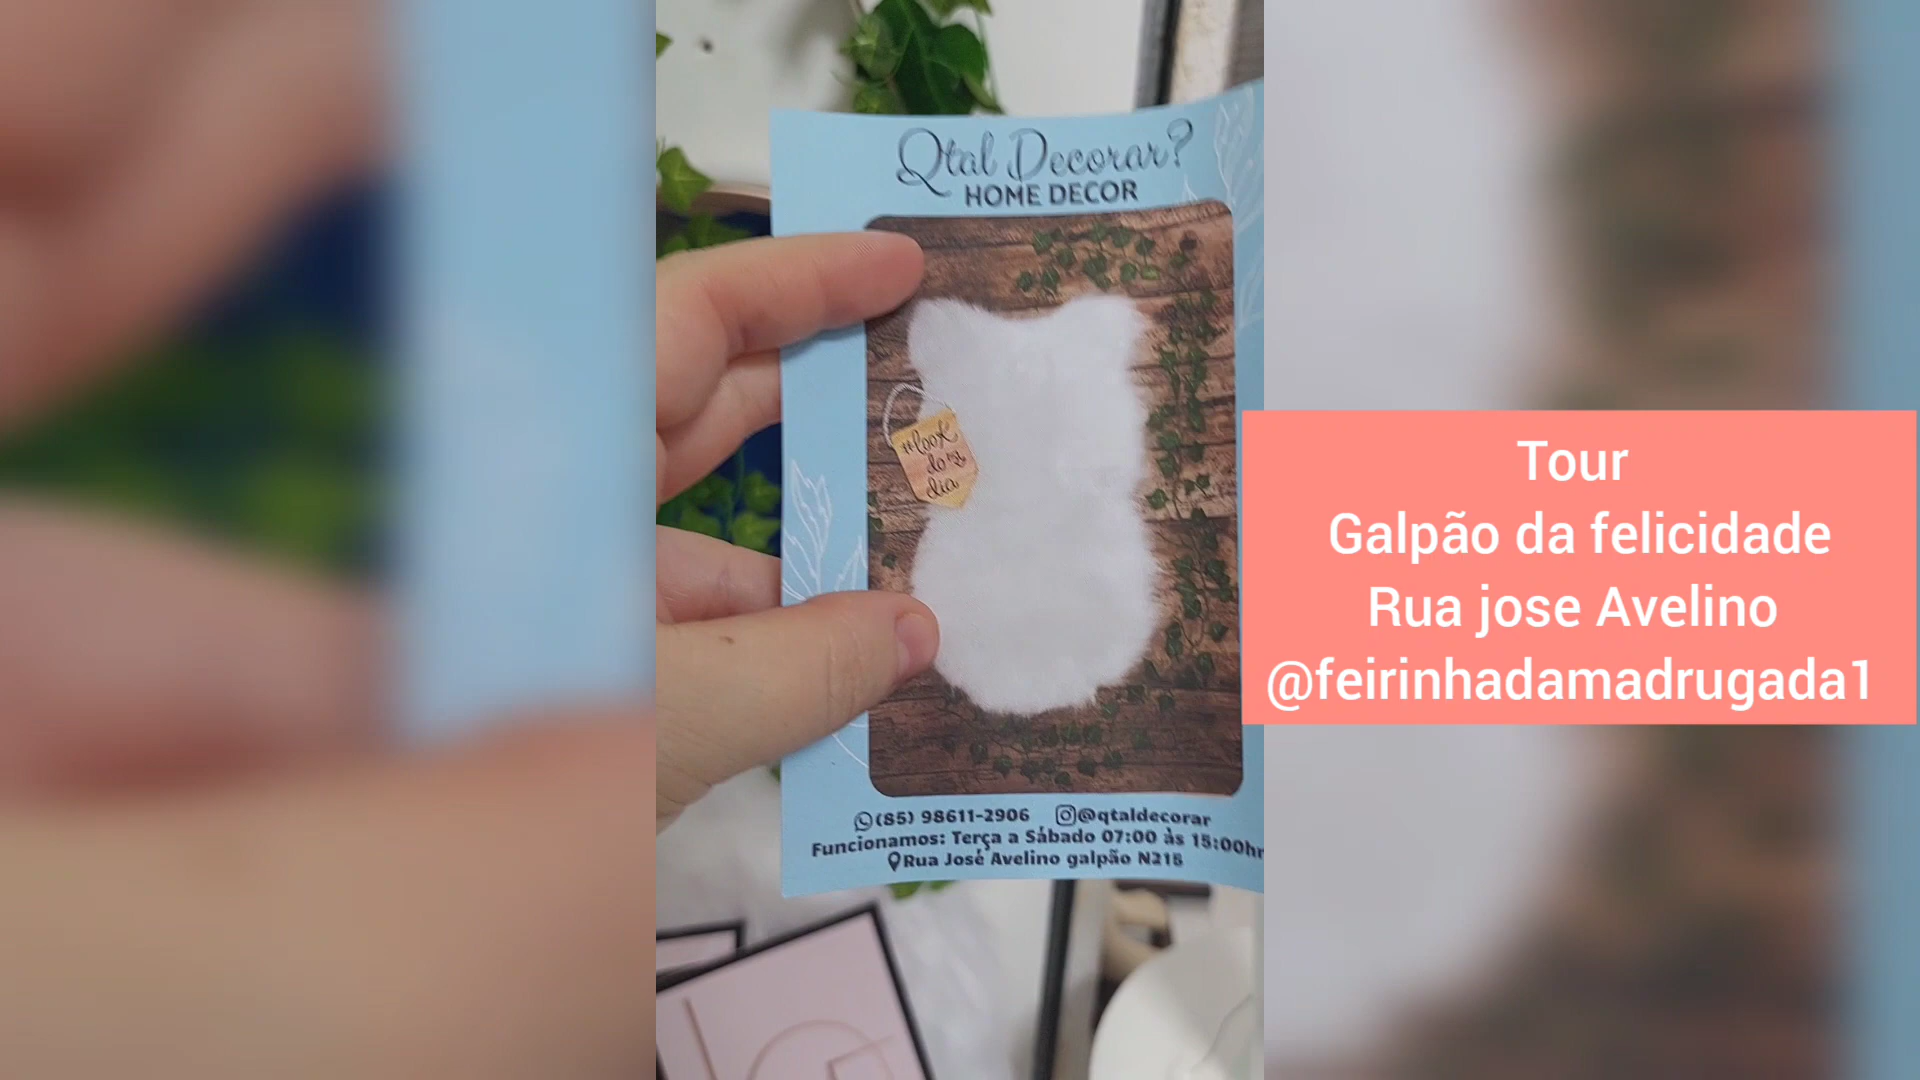 Qtal Decorar?
HOME DECOR
#look
do
dia
(85) 98611-2906 @qtaldecorar
Funcionamos: Terça a Sábado 07:00 às 15:00hr
Rua José Avelino galpão N215
Tour
Galpão da felicidade
Rua jose Avelino
@feirinhadamadrugada1